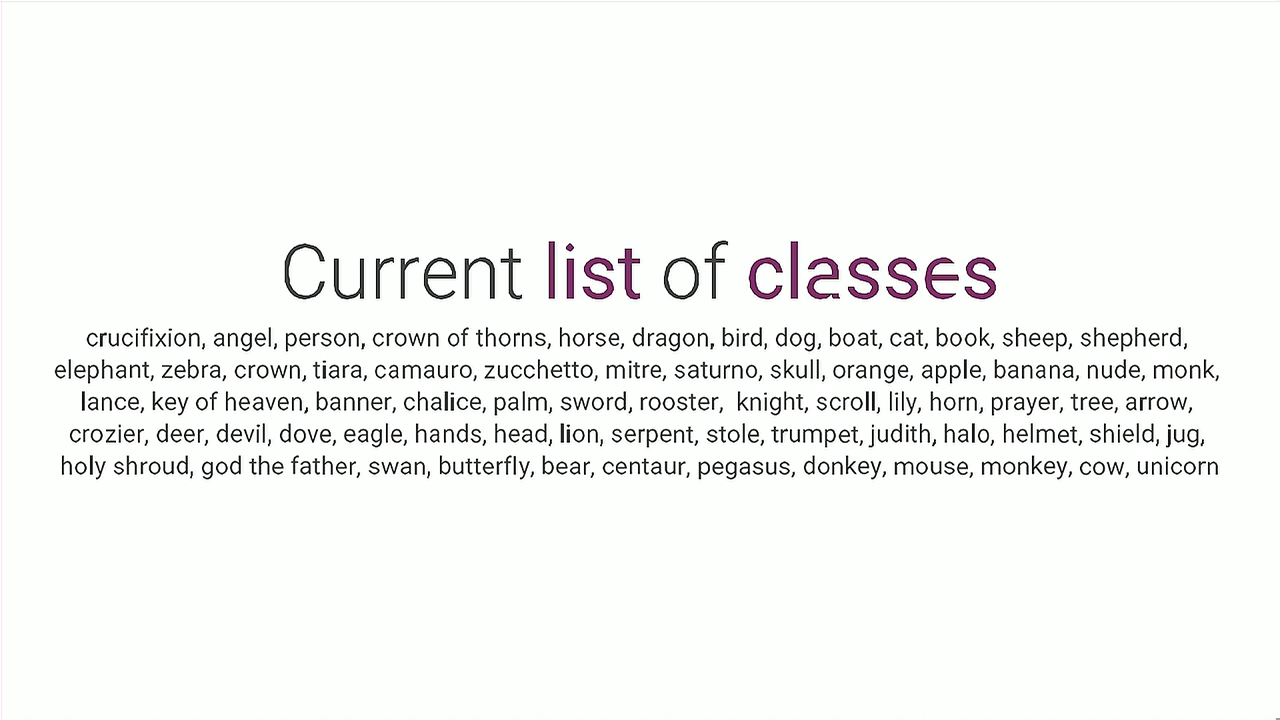 Current list of classes
crucifixion, angel, person, crown of thorns, horse, dragon, bird, dog, boat, cat, book, sheep, shepherd,
elephant, zebra, crown, tiara, camauro, zucchetto, mitre, saturno, skull, orange, apple, banana, nude, monk,
lance, key of heaven, banner, chalice, palm, sword, rooster, knight, scroll, lily, horn, prayer, tree, arrow,
crozier, deer, devil, dove, eagle, hands, head, lion, serpent, stole, trumpet, judith, halo, helmet, shield, jug,
holy shroud, god the father, swan, butterfly, bear, centaur, pegasus, donkey, mouse, monkey, cow, unicorn